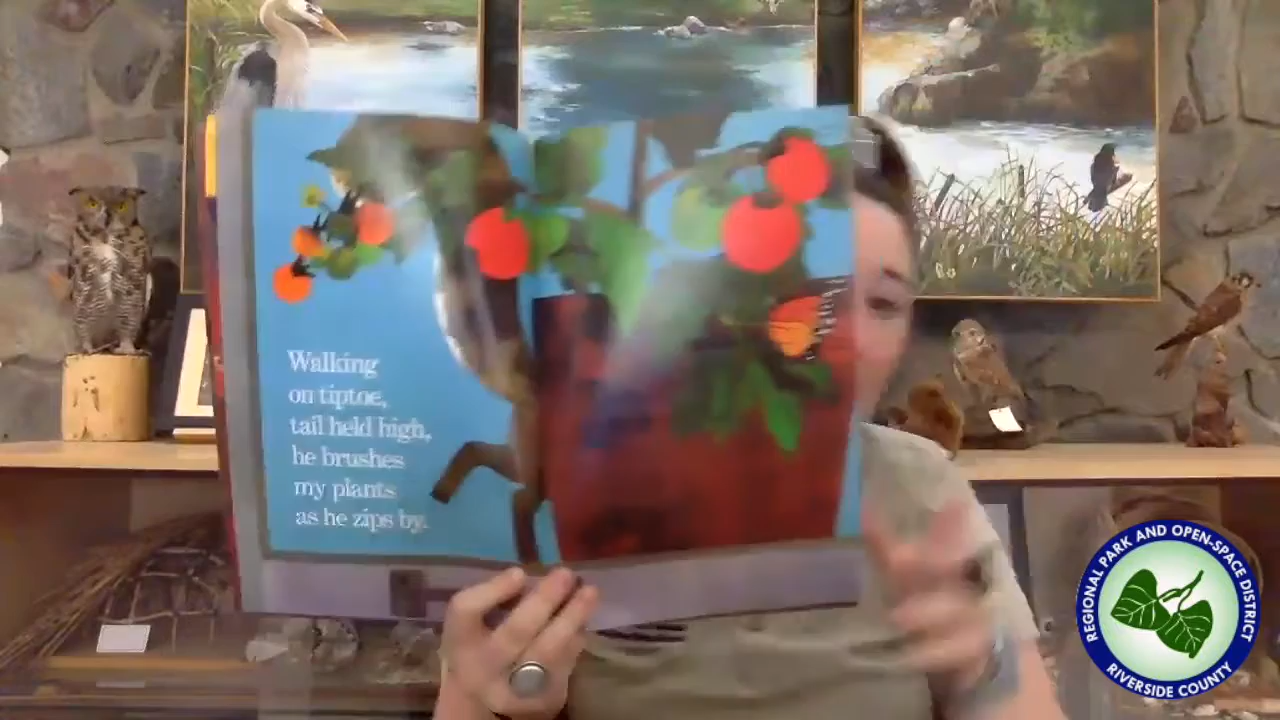 Walking
on tiptoe,
tail held high,
he brushes
my plants
as he zips by.
REGIONAL PARK AND OPEN-SPACE DISTRICT
RIVERSIDE COUNTY